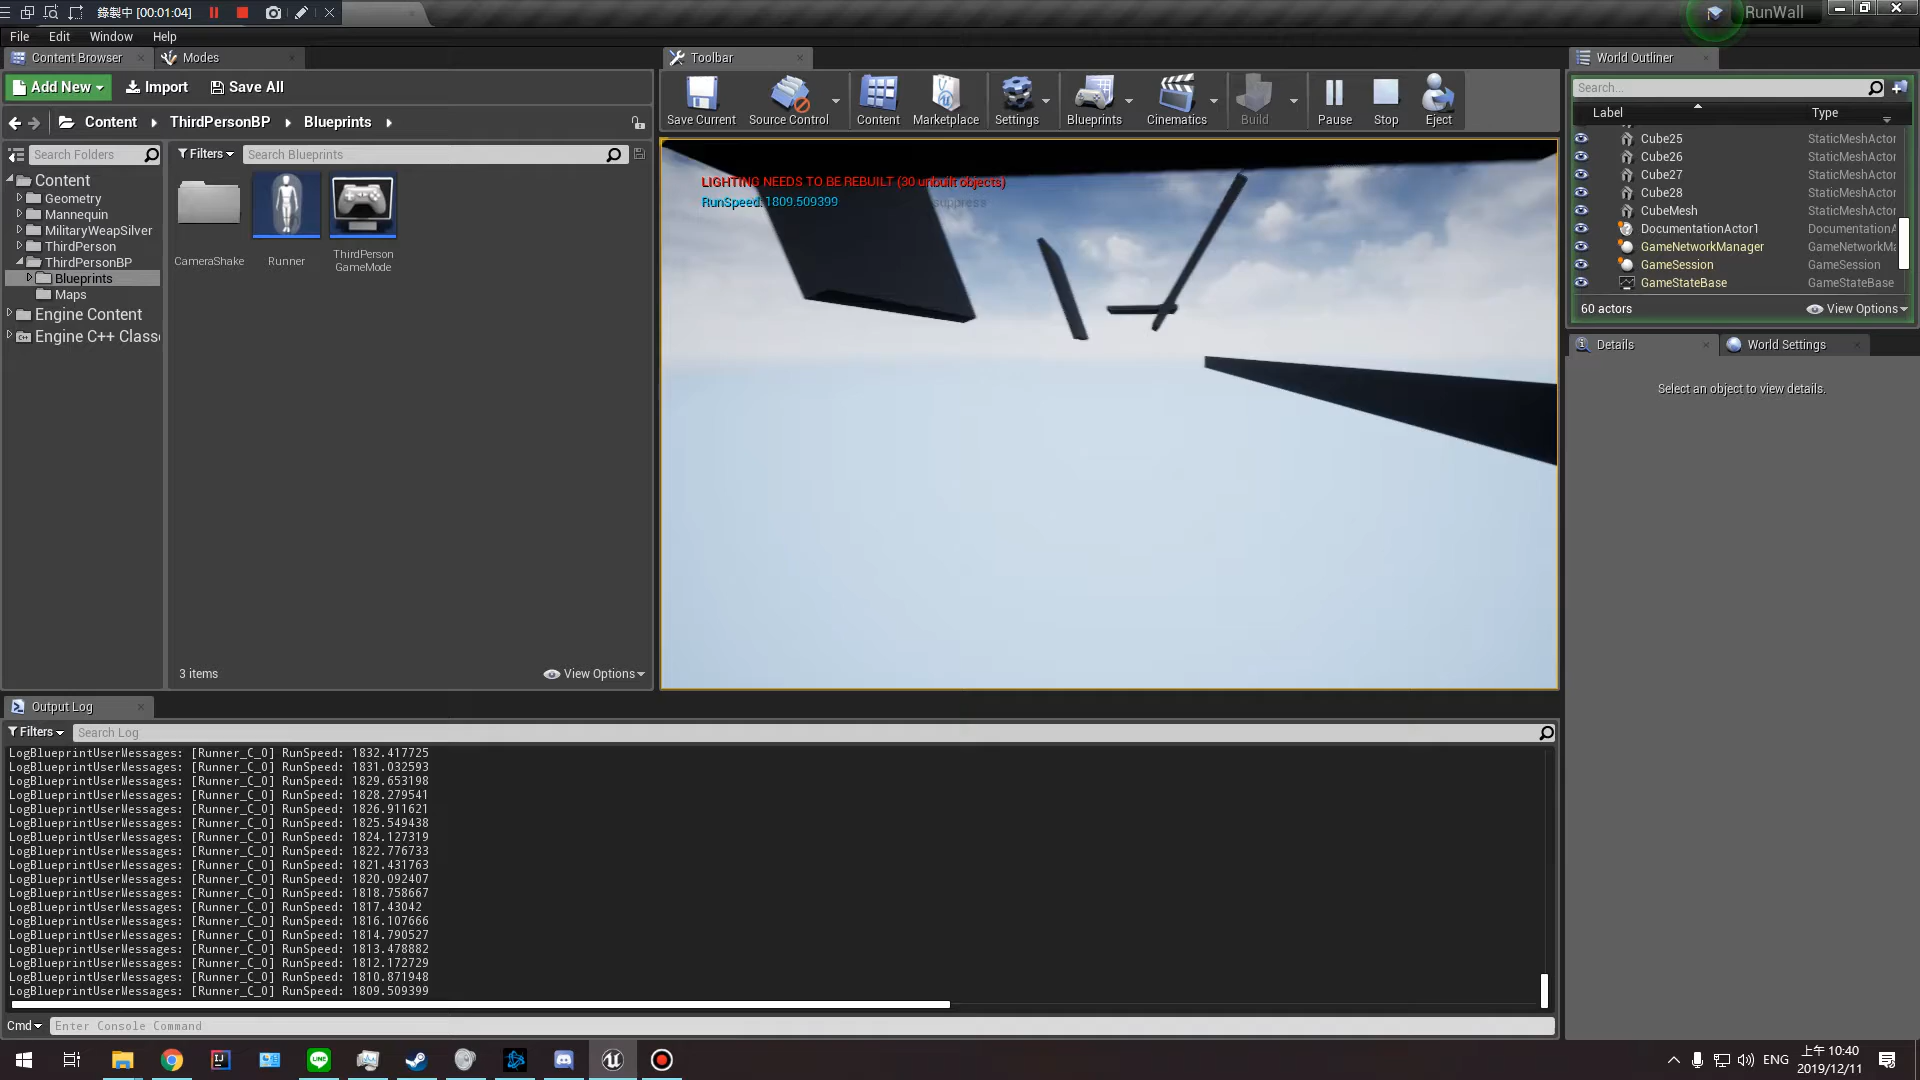 錄製中 [00:01:04]
RunWall
File Edit Window Help
Content Browser
Modes
Add New
Import
Save All
Content
ThirdPersonBP
Blueprints
Search Folders
Filters
Search Blueprints
Content
Geometry
Mannequin
MilitaryWeapSilver
ThirdPerson
ThirdPersonBP
Blueprints
Maps
Engine Content
Engine C++ Classe
CameraShake
Runner
ThirdPerson
GameMode
3 items
View Options
Toolbar
Save Current
Source Control
Content
Marketplace
Settings
Blueprints
Cinematics
Build
Pause
Stop
Eject
LIGHTING NEEDS TO BE REBUILT (30 unbuilt objects)
RunSpeed: 1809.509399
suppress
World Outliner
Search...
Label Type
Cube25 StaticMeshActor
Cube26 StaticMeshActor
Cube27 StaticMeshActor
Cube28 StaticMeshActor
CubeMesh StaticMeshActor
DocumentationActor1 DocumentationA
GameNetworkManager GameNetworkMa
GameSession GameSession
GameStateBase GameStateBase
60 actors
View Options
Details
World Settings
Select an object to view details.
Output Log
Filters
Search Log
LogBlueprintUserMessages: [Runner_C_0] RunSpeed: 1832.417725
LogBlueprintUserMessages: [Runner_C_0] RunSpeed: 1831.032593
LogBlueprintUserMessages: [Runner_C_0] RunSpeed: 1829.653198
LogBlueprintUserMessages: [Runner_C_0] RunSpeed: 1828.279541
LogBlueprintUserMessages: [Runner_C_0] RunSpeed: 1826.911621
LogBlueprintUserMessages: [Runner_C_0] RunSpeed: 1825.549438
LogBlueprintUserMessages: [Runner_C_0] RunSpeed: 1824.127319
LogBlueprintUserMessages: [Runner_C_0] RunSpeed: 1822.776733
LogBlueprintUserMessages: [Runner_C_0] RunSpeed: 1821.431763
LogBlueprintUserMessages: [Runner_C_0] RunSpeed: 1820.092407
LogBlueprintUserMessages: [Runner_C_0] RunSpeed: 1818.758667
LogBlueprintUserMessages: [Runner_C_0] RunSpeed: 1817.43042
LogBlueprintUserMessages: [Runner_C_0] RunSpeed: 1816.107666
LogBlueprintUserMessages: [Runner_C_0] RunSpeed: 1814.790527
LogBlueprintUserMessages: [Runner_C_0] RunSpeed: 1813.478882
LogBlueprintUserMessages: [Runner_C_0] RunSpeed: 1812.172729
LogBlueprintUserMessages: [Runner_C_0] RunSpeed: 1810.871948
LogBlueprintUserMessages: [Runner_C_0] RunSpeed: 1809.509399
Cmd
Enter Console Command
ENG
上午 10:40
2019/12/11